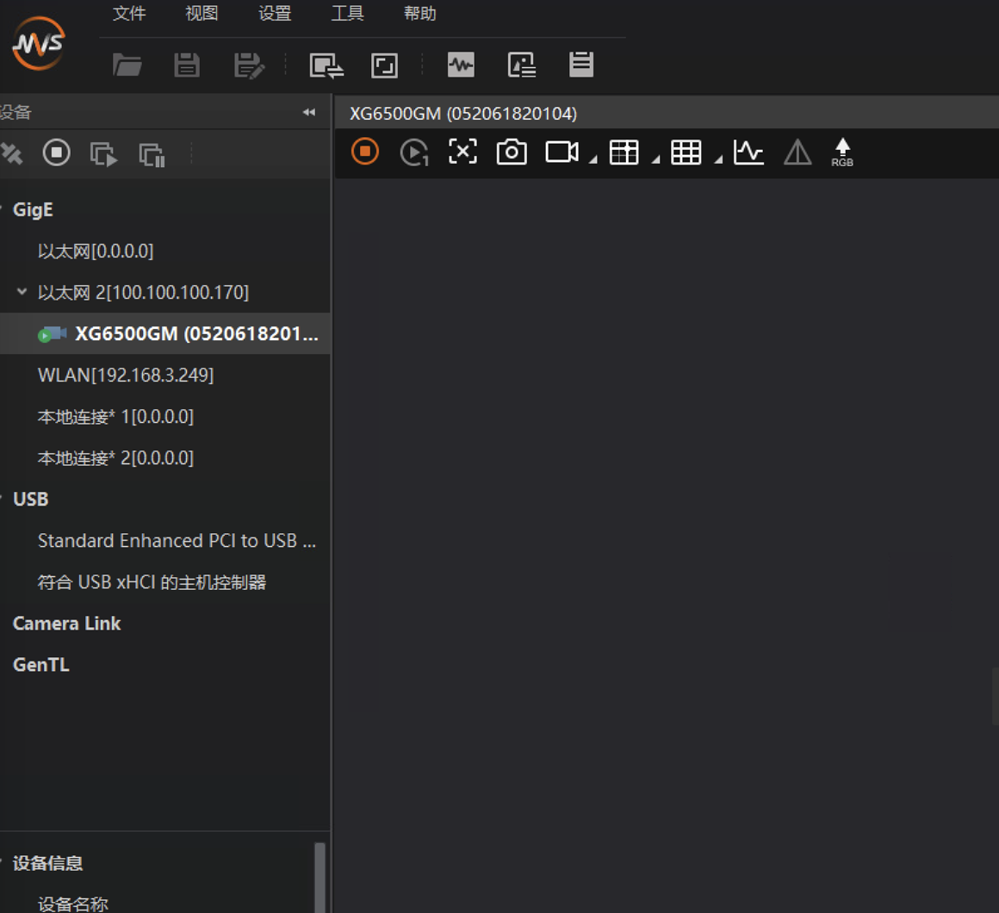 文件 视图 设置 工具 帮助
MVS
设备
XG6500GM (052061820104)
1
RGB
GigE
以太网[0.0.0.0]
以太网 2[100.100.100.170]
XG6500GM (0520618201...
WLAN[192.168.3.249]
本地连接* 1[0.0.0.0]
本地连接* 2[0.0.0.0]
USB
Standard Enhanced PCI to USB ...
符合 USB xHCI 的主机控制器
Camera Link
GenTL
设备信息
设备名称